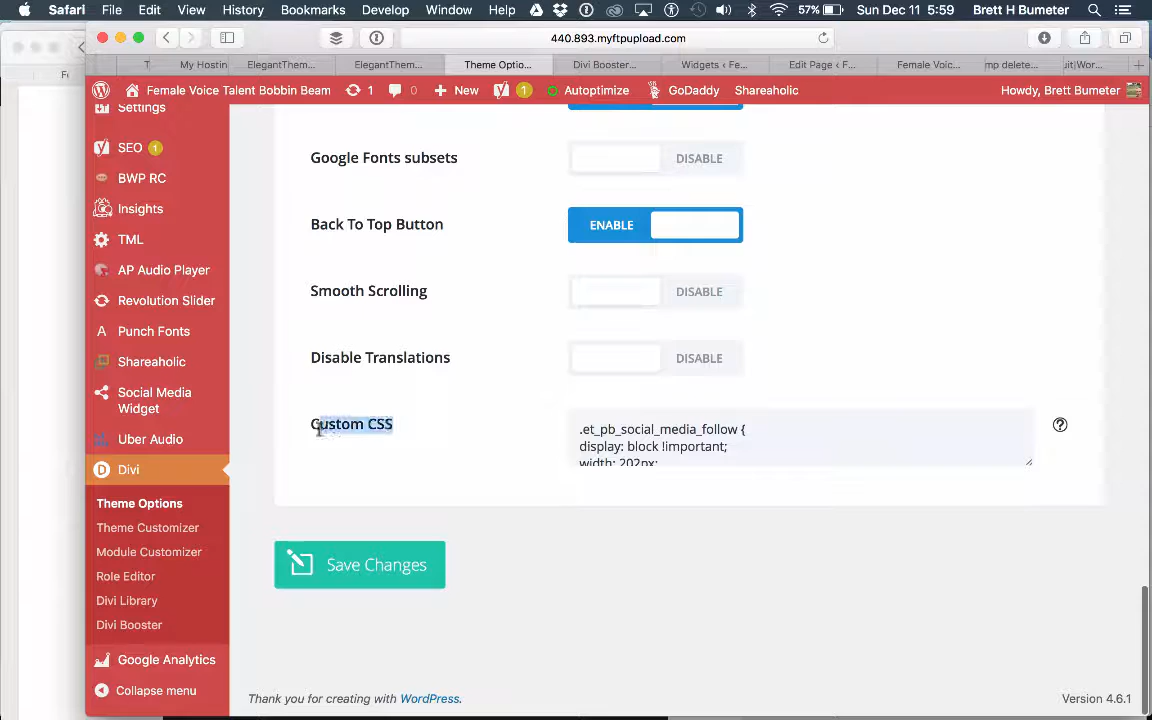 Safari File Edit View History Bookmarks Develop Window Help 57% Sun Dec 11 5:59 Brett H Bumeter
440.893.myftpupload.com
T My Hostin ElegantThem... ElegantThem... Theme Optio... Divi Booster... Widgets ‹ Fe... Edit Page ‹ F... Female Voic... mp delete... uit|Wor...
Female Voice Talent Bobbin Beam 1 0 New 1 Autoptimize GoDaddy Shareaholic Howdy, Brett Bumeter
Settings
SEO 1
BWP RC
Insights
TML
AP Audio Player
Revolution Slider
Punch Fonts
Shareaholic
Social Media
Widget
Uber Audio
Divi
Theme Options
Theme Customizer
Module Customizer
Role Editor
Divi Library
Divi Booster
Google Analytics
Collapse menu
Google Fonts subsets DISABLE
Back To Top Button ENABLE
Smooth Scrolling DISABLE
Disable Translations DISABLE
Custom CSS
.et_pb_social_media_follow {
display: block !important;
width: 202px;
Save Changes
Thank you for creating with WordPress. Version 4.6.1